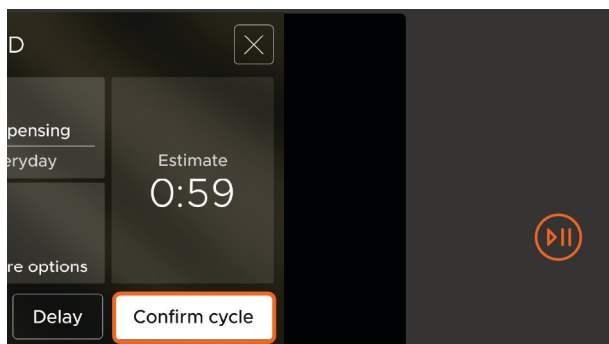 D
pensing
eryday
Estimate
0:59
re options
Delay
Confirm cycle